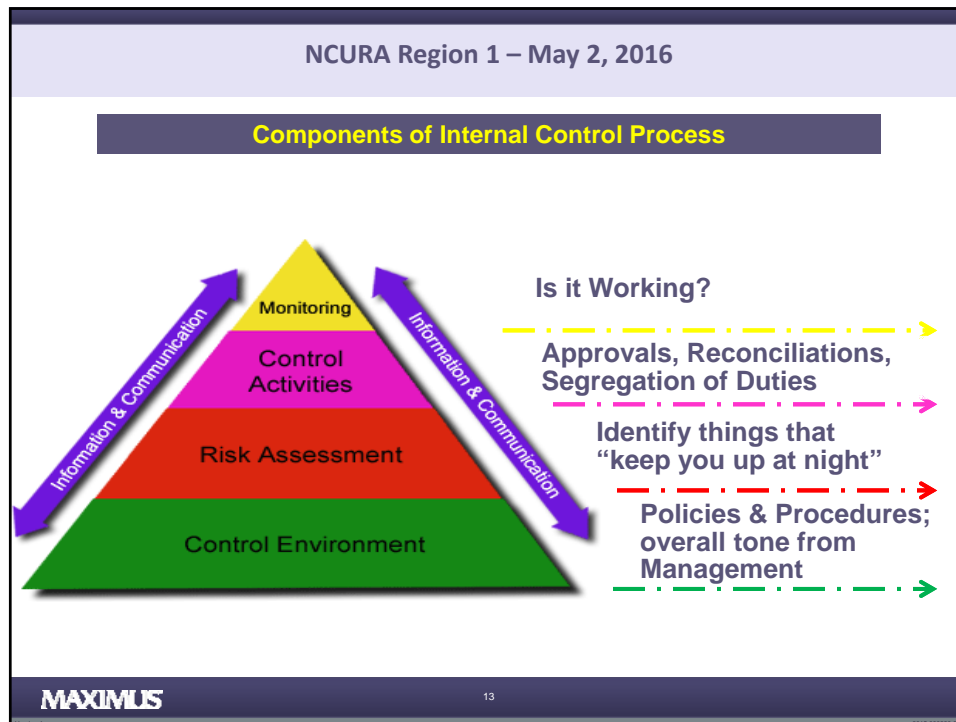 NCURA Region 1 – May 2, 2016
Components of Internal Control Process
Information & Communication
Monitoring
Control
Activities
Risk Assessment
Control Environment
Information & Communication
Is it Working?
Approvals, Reconciliations,
Segregation of Duties
Identify things that
“keep you up at night”
Policies & Procedures;
overall tone from
Management
MAXIMUS
13